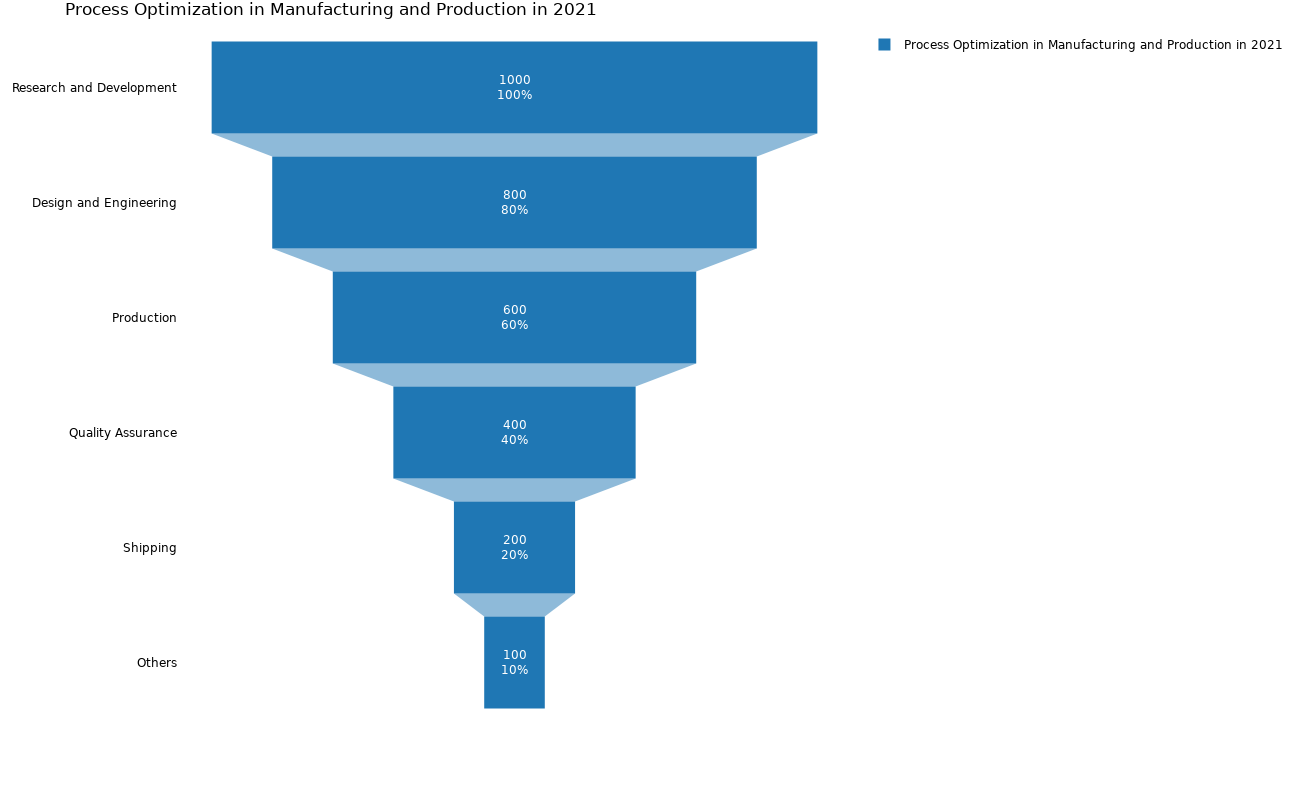 Process Optimization in Manufacturing and Production in 2021
Process Optimization in Manufacturing and Production in 2021
Research and Development
1000
100%
Design and Engineering
800
80%
Production
600
60%
Quality Assurance
400
40%
Shipping
200
20%
Others
100
10%